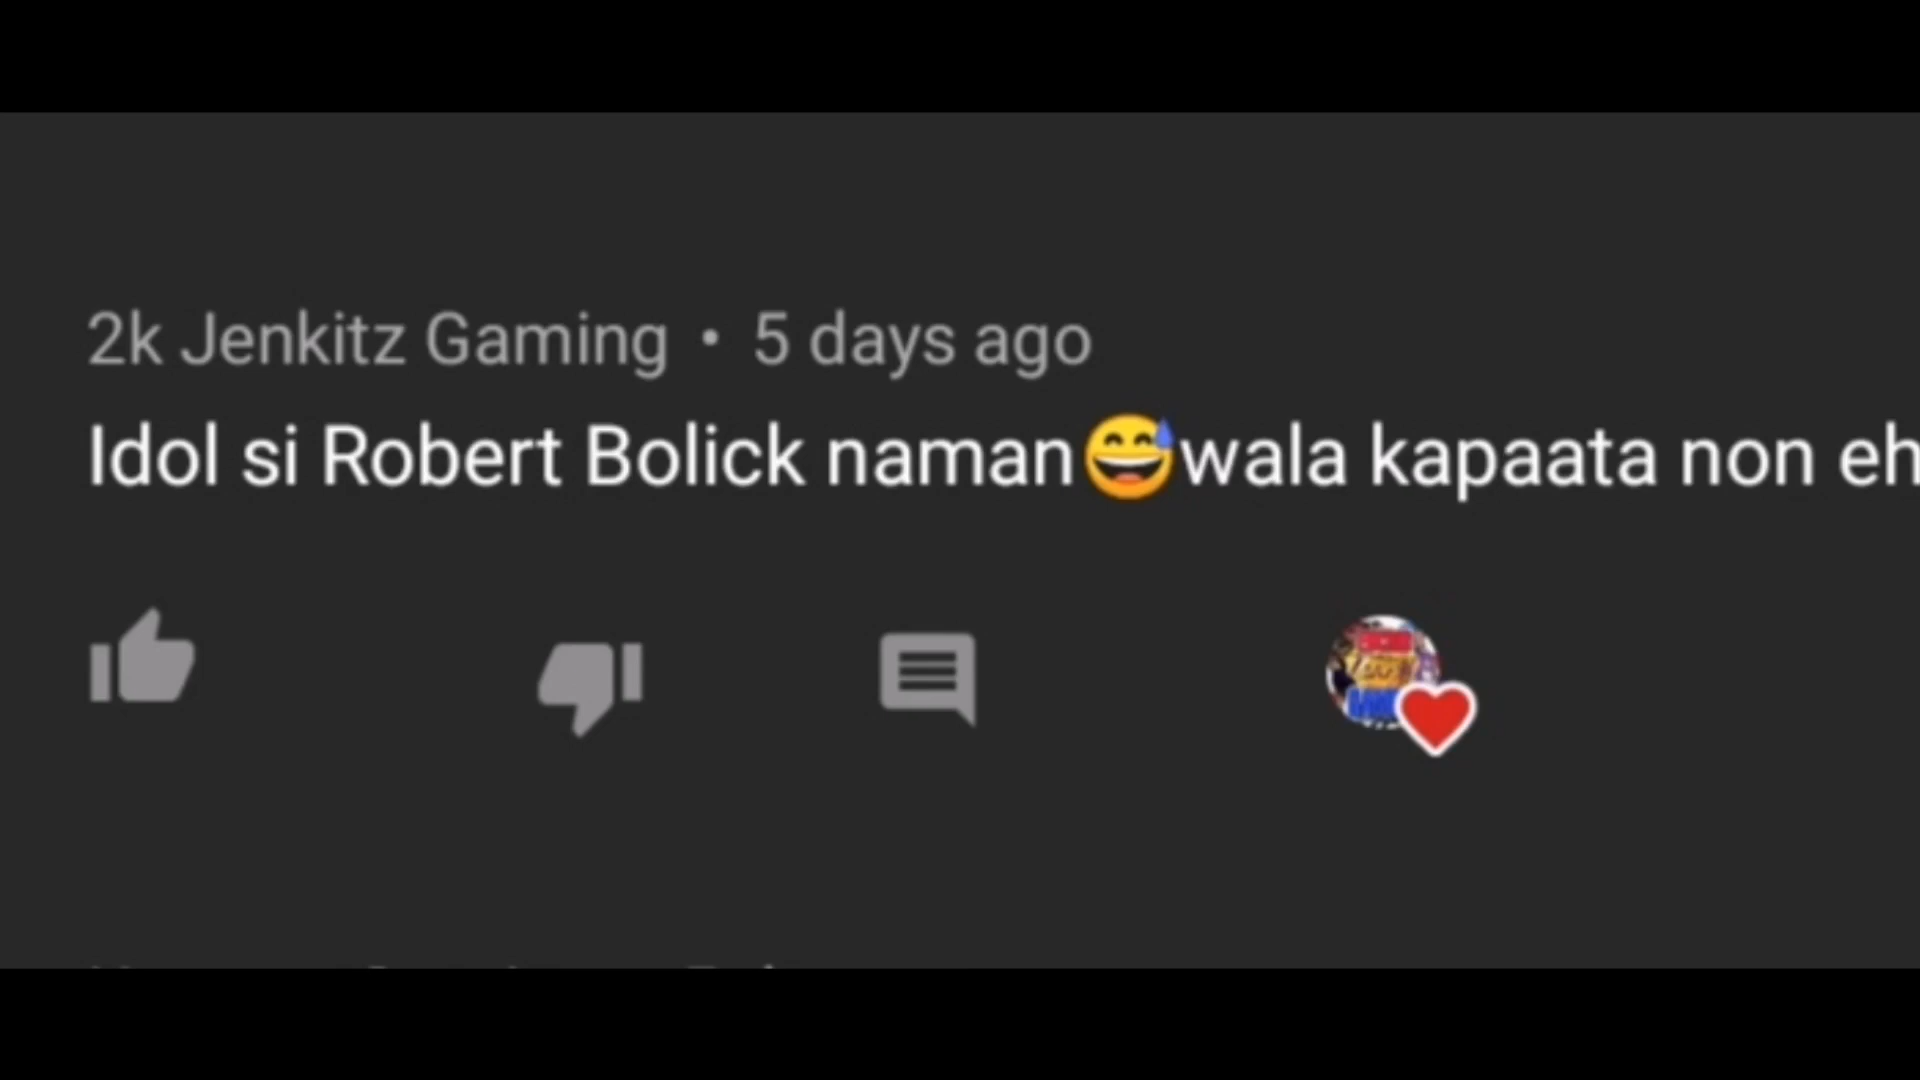 2k Jenkitz Gaming • 5 days ago
Idol si Robert Bolick naman😅wala kapaata non eh